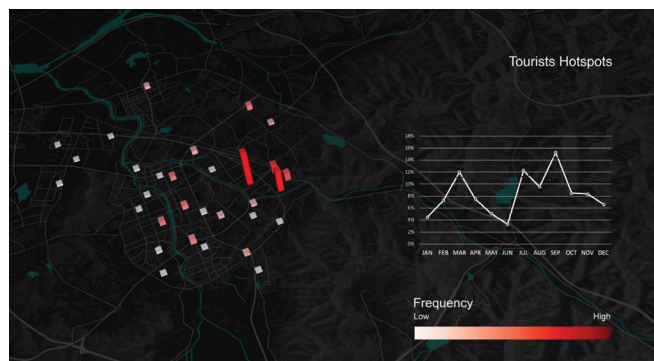 Tourists Hotspots
18%
16%
14%
12%
10%
8%
6%
4%
2%
0%
JAN FEB MAR APR MAY JUN JUL AUG SEP OCT NOV DEC
Frequency
Low High